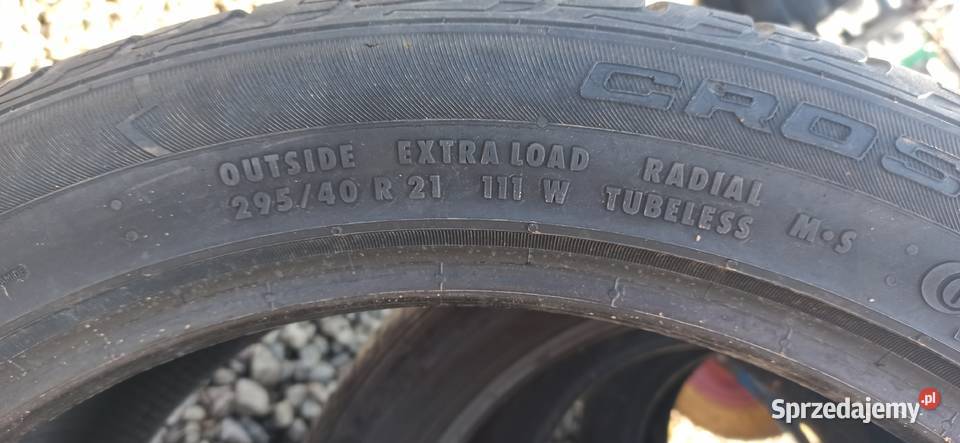 CROS
OUTSIDE EXTRA LOAD RADIAL
295/40 R 21 111 W TUBELESS M•S
Sprzedajemy.pl